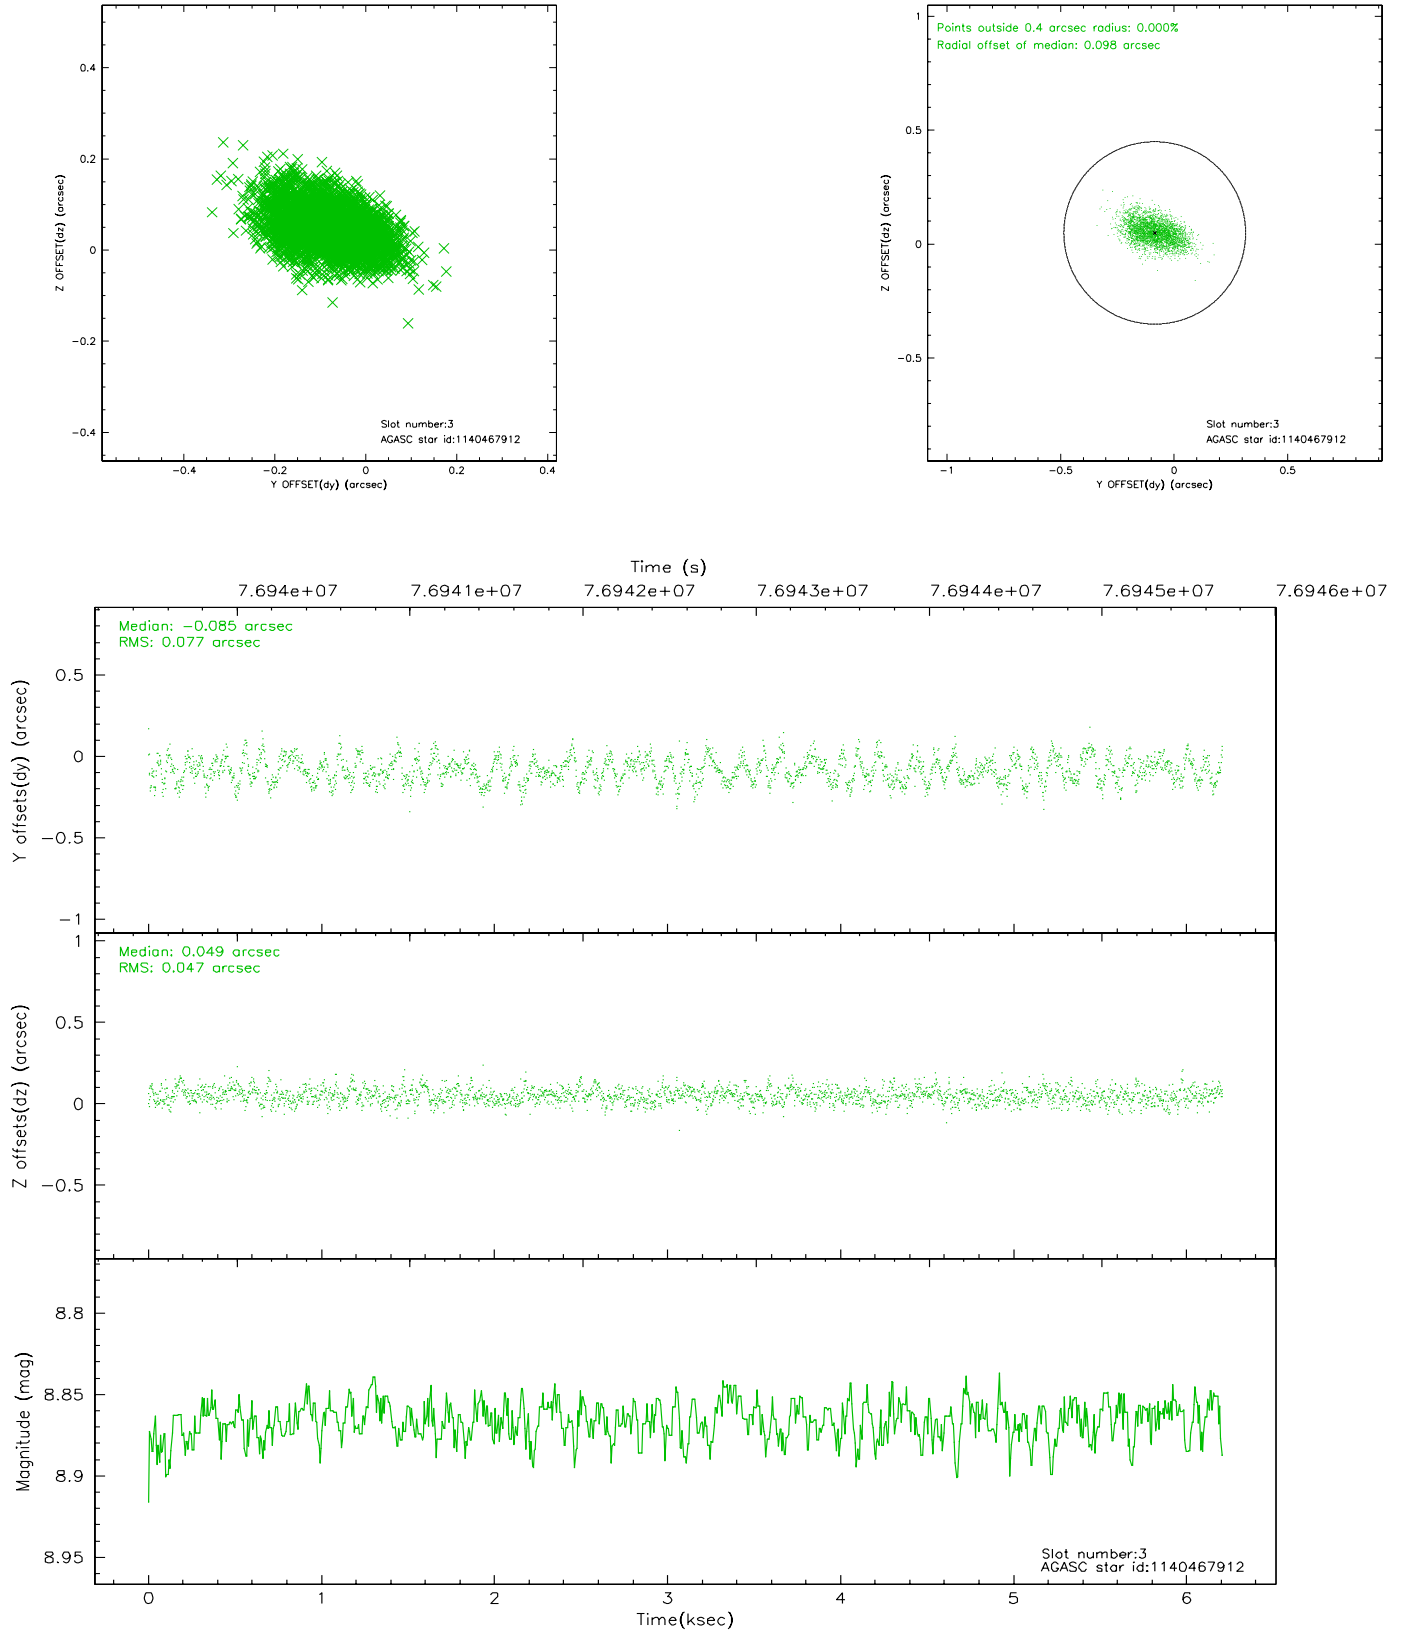 0.4
0.2
0
−0.2
−0.4
−0.4
−0.2
0
0.2
0.4
Z OFFSET(dz) (arcsec)
Y OFFSET(dy) (arcsec)
Slot number:3
AGASC star id:1140467912
Points outside 0.4 arcsec radius: 0.000%
Radial offset of median: 0.098 arcsec
1
0.5
0
−0.5
−1
−0.5
0
0.5
Z OFFSET(dz) (arcsec)
Y OFFSET(dy) (arcsec)
Slot number:3
AGASC star id:1140467912
Time (s)
7.694e+07 7.6941e+07 7.6942e+07 7.6943e+07 7.6944e+07 7.6945e+07 7.6946e+07
Median: −0.085 arcsec
RMS: 0.077 arcsec
0.5
0
−0.5
−1
Y offsets(dy) (arcsec)
Median: 0.049 arcsec
RMS: 0.047 arcsec
1
0.5
0
−0.5
Z offsets(dz) (arcsec)
8.8
8.85
8.9
8.95
Magnitude (mag)
Slot number:3
AGASC star id:1140467912
0 1 2 3 4 5 6
Time(ksec)